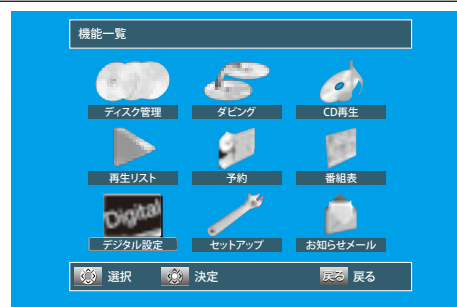 機能一覧
ディスク管理 ダビング CD再生
再生リスト 予約 番組表
Digital
デジタル設定 セットアップ お知らせメール
選択 決定 戻る 戻る